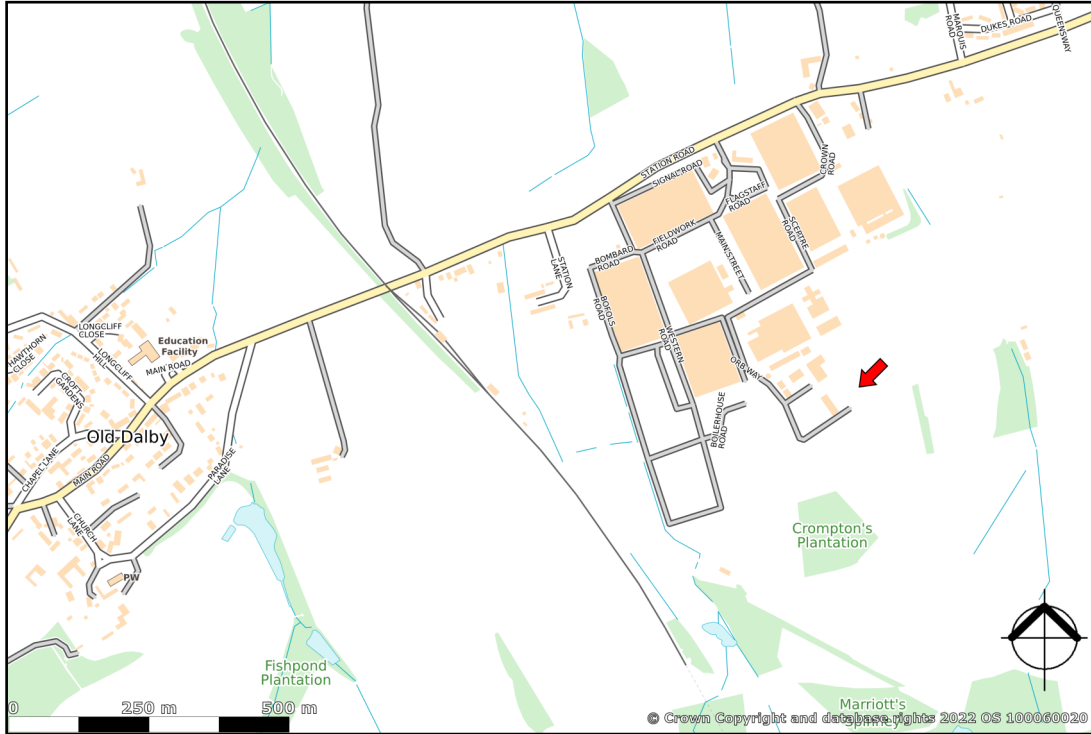 MARQUIS
ROAD
DUKES ROAD
QUEENSWAY
STATION ROAD
SIGNAL ROAD
CROWN
ROAD
FLAGSTAFF
ROAD
SCEPTRE
ROAD
FIELDWORK
ROAD
MAIN STREET
BOMBARD
ROAD
STATION
LANE
BOFOLS
ROAD
WESTERN
ROAD
ORB WAY
BOILERHOUSE
ROAD
LONGCLIFF
CLOSE
HAWTHORN
CLOSE
LONGCLIFF
HILL
Education
Facility
MAIN ROAD
CROFT
GARDENS
Old Dalby
CHAPEL LANE
MAIN ROAD
PARADISE
LANE
CHURCH
LANE
PW
Crompton's
Plantation
Fishpond
Plantation
Marriott's
Spinney
0 250 m 500 m
© Crown Copyright and database rights 2022 OS 100060020